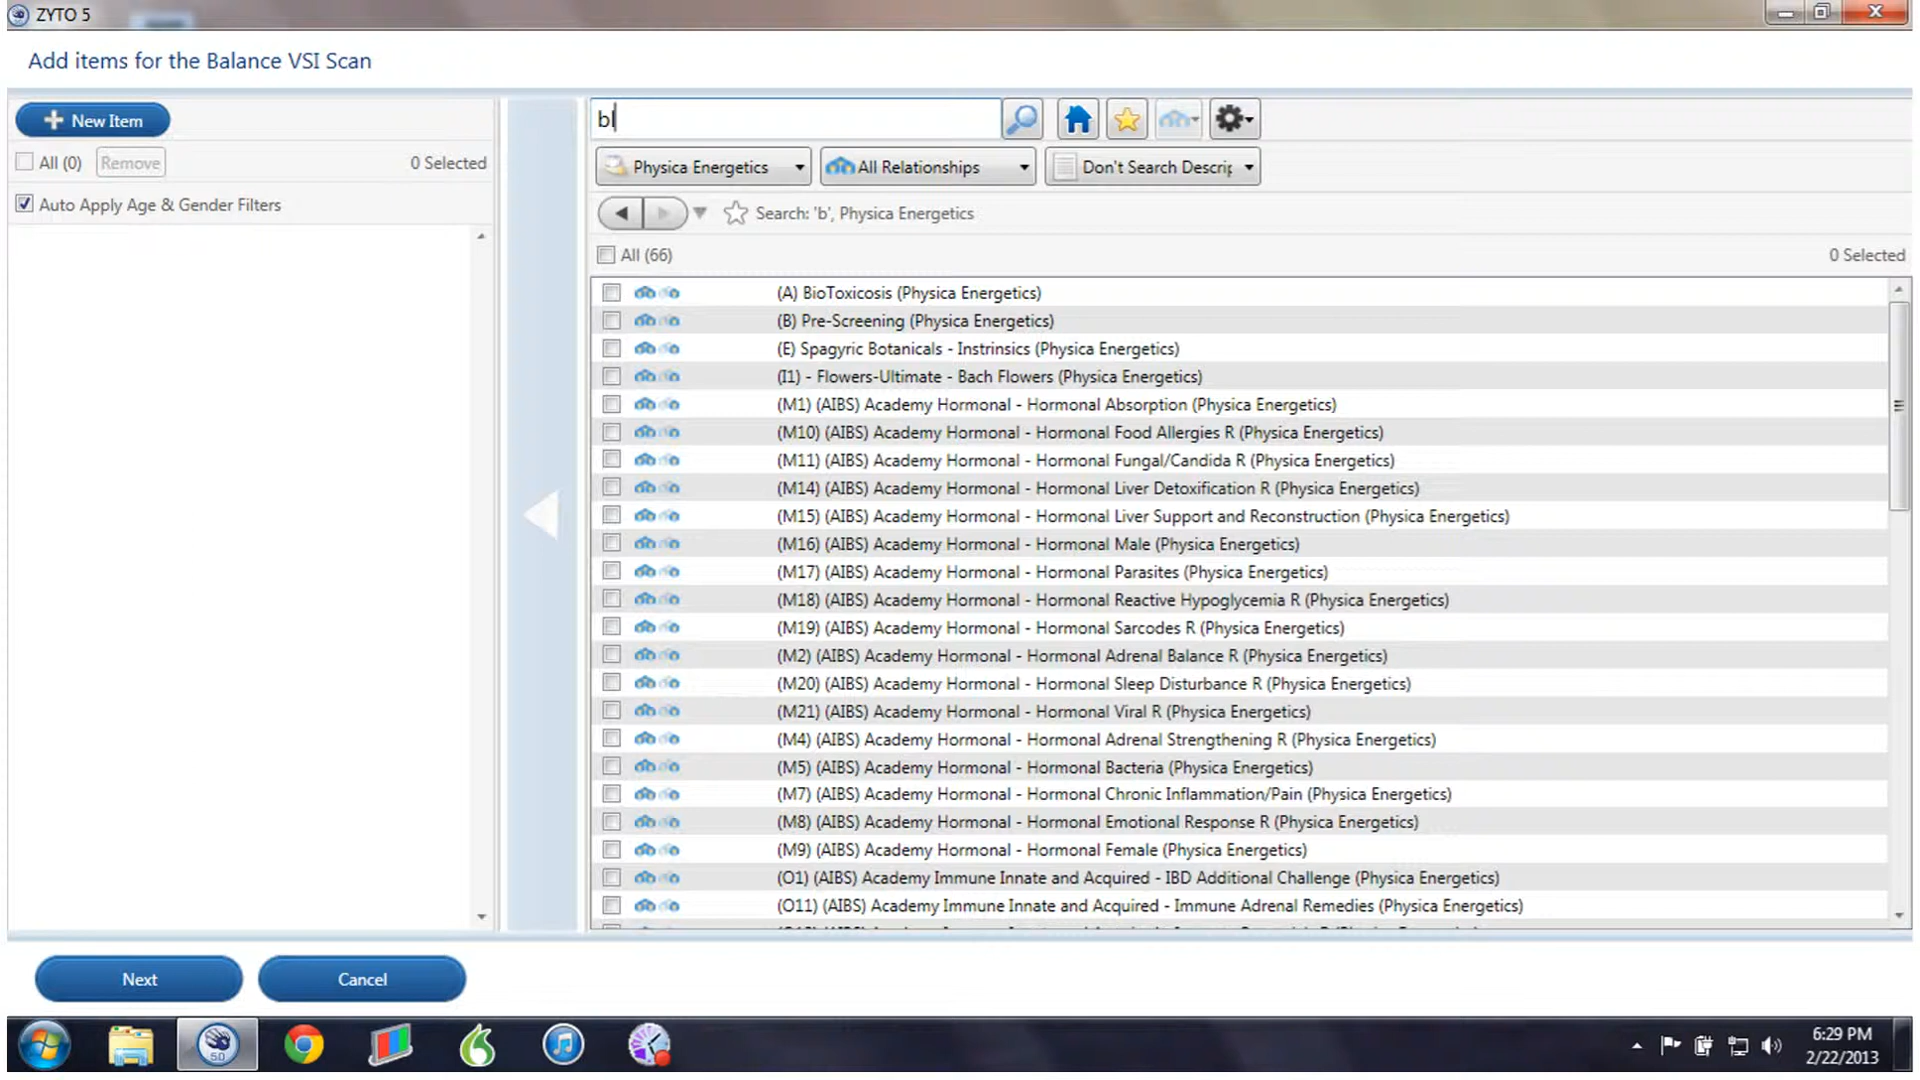 ZYTO 5
Add items for the Balance VSI Scan
New Item
All (0) Remove 0 Selected
Auto Apply Age & Gender Filters
b
Physica Energetics All Relationships Don't Search Descrip
Search: 'b', Physica Energetics
All (66) 0 Selected
(A) BioToxicosis (Physica Energetics)
(B) Pre-Screening (Physica Energetics)
(E) Spagyric Botanicals - Instrinsics (Physica Energetics)
(I1) - Flowers-Ultimate - Bach Flowers (Physica Energetics)
(M1) (AIBS) Academy Hormonal - Hormonal Absorption (Physica Energetics)
(M10) (AIBS) Academy Hormonal - Hormonal Food Allergies R (Physica Energetics)
(M11) (AIBS) Academy Hormonal - Hormonal Fungal/Candida R (Physica Energetics)
(M14) (AIBS) Academy Hormonal - Hormonal Liver Detoxification R (Physica Energetics)
(M15) (AIBS) Academy Hormonal - Hormonal Liver Support and Reconstruction (Physica Energetics)
(M16) (AIBS) Academy Hormonal - Hormonal Male (Physica Energetics)
(M17) (AIBS) Academy Hormonal - Hormonal Parasites (Physica Energetics)
(M18) (AIBS) Academy Hormonal - Hormonal Reactive Hypoglycemia R (Physica Energetics)
(M19) (AIBS) Academy Hormonal - Hormonal Sarcodes R (Physica Energetics)
(M2) (AIBS) Academy Hormonal - Hormonal Adrenal Balance R (Physica Energetics)
(M20) (AIBS) Academy Hormonal - Hormonal Sleep Disturbance R (Physica Energetics)
(M21) (AIBS) Academy Hormonal - Hormonal Viral R (Physica Energetics)
(M4) (AIBS) Academy Hormonal - Hormonal Adrenal Strengthening R (Physica Energetics)
(M5) (AIBS) Academy Hormonal - Hormonal Bacteria (Physica Energetics)
(M7) (AIBS) Academy Hormonal - Hormonal Chronic Inflammation/Pain (Physica Energetics)
(M8) (AIBS) Academy Hormonal - Hormonal Emotional Response R (Physica Energetics)
(M9) (AIBS) Academy Hormonal - Hormonal Female (Physica Energetics)
(O1) (AIBS) Academy Immune Innate and Acquired - IBD Additional Challenge (Physica Energetics)
(O11) (AIBS) Academy Immune Innate and Acquired - Immune Adrenal Remedies (Physica Energetics)
Next Cancel
5.0
6:29 PM
2/22/2013